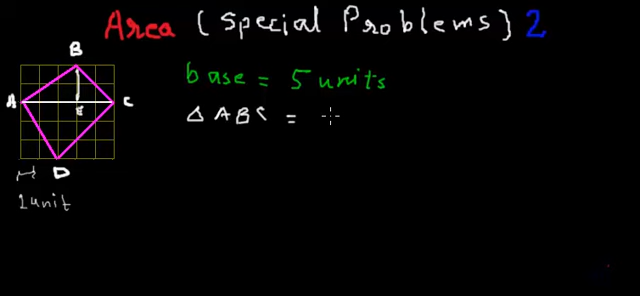 Area (Special Problems) 2
B
base = 5 units
A E C
△ ABC =
D
1 unit